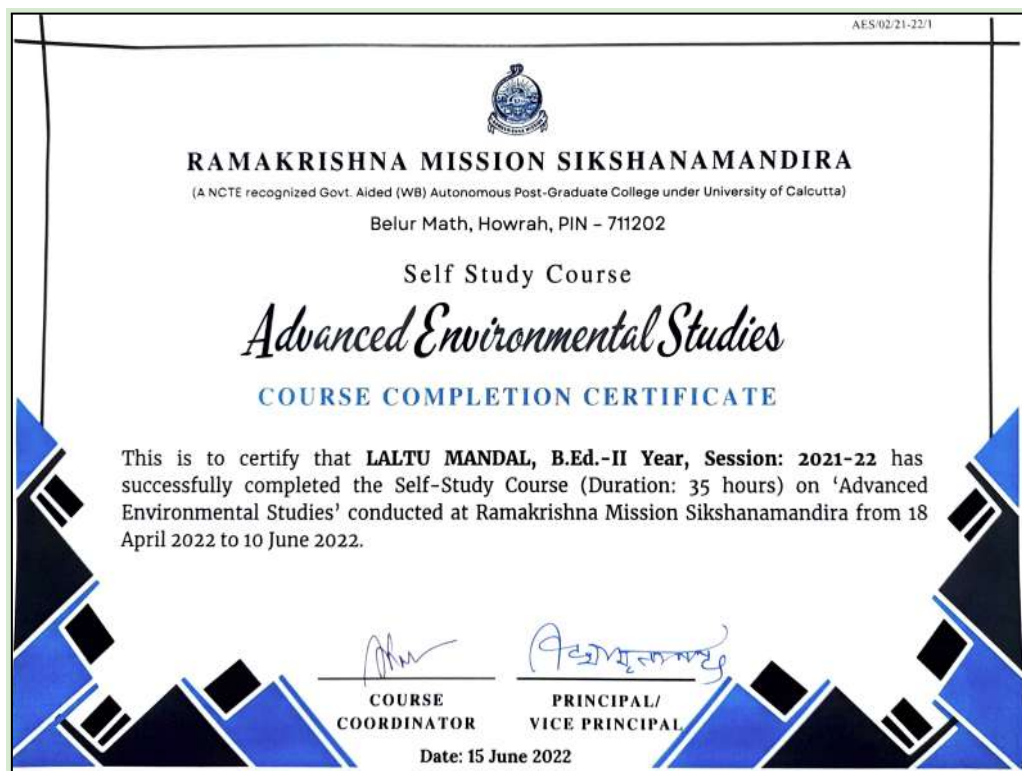 AES/02/21-22/1
RAMAKRISHNA MISSION SIKSHANAMANDIRA
(A NCTE recognized Govt. Aided (WB) Autonomous Post-Graduate College under University of Calcutta)
Belur Math, Howrah, PIN – 711202
Self Study Course
Advanced Environmental Studies
COURSE COMPLETION CERTIFICATE
This is to certify that LALTU MANDAL, B.Ed.-II Year, Session: 2021-22 has
successfully completed the Self-Study Course (Duration: 35 hours) on ‘Advanced
Environmental Studies’ conducted at Ramakrishna Mission Sikshanamandira from 18
April 2022 to 10 June 2022.
COURSE
COORDINATOR
PRINCIPAL/
VICE PRINCIPAL
Date: 15 June 2022